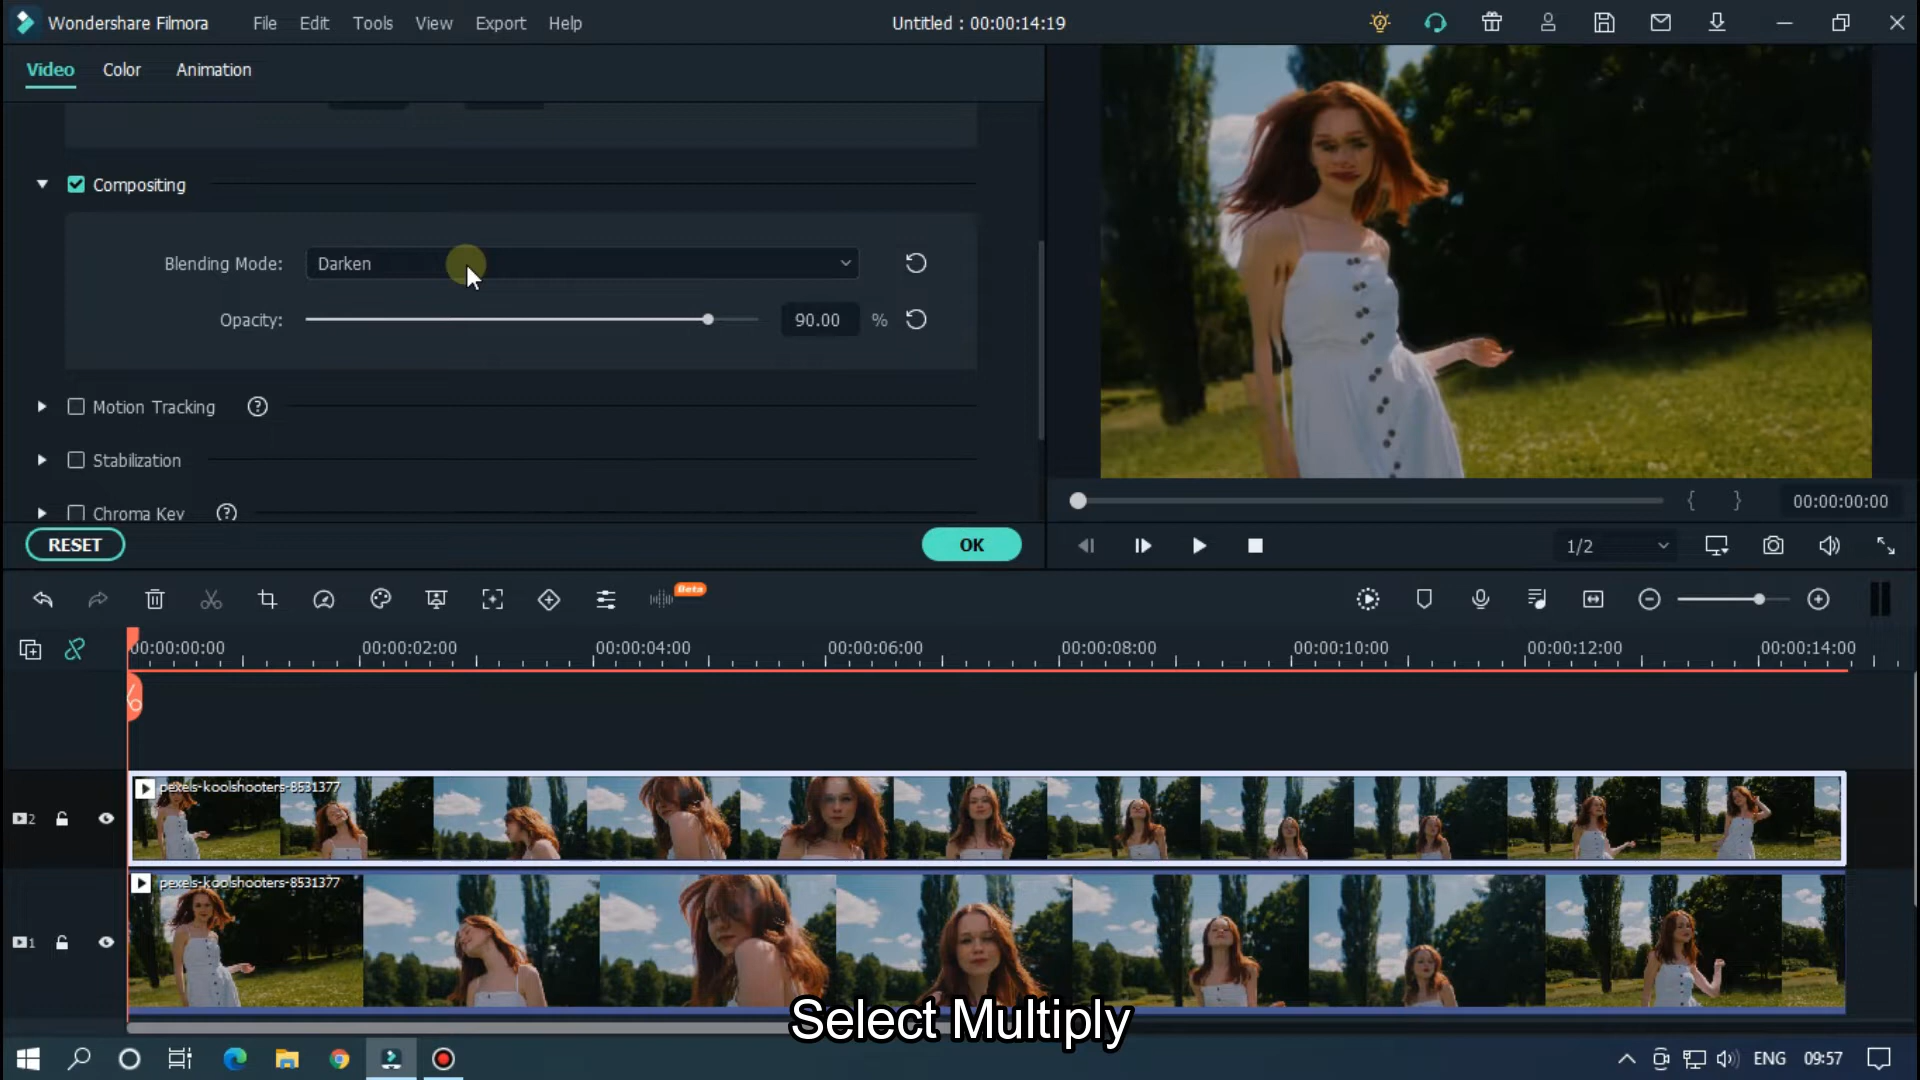 Wondershare Filmora File Edit Tools View Export Help Untitled : 00:00:14:19
Video Color Animation
Compositing
Blending Mode: Darken
Opacity: 90.00 %
Motion Tracking ?
Stabilization
Chroma Key ?
RESET OK
00:00:00:00
1/2
Beta
00:00:00:00 00:00:02:00 00:00:04:00 00:00:06:00 00:00:08:00 00:00:10:00 00:00:12:00 00:00:14:00
pexels-koolshooters-8531377
2
pexels-koolshooters-8531377
1
Select Multiply
ENG 09:57